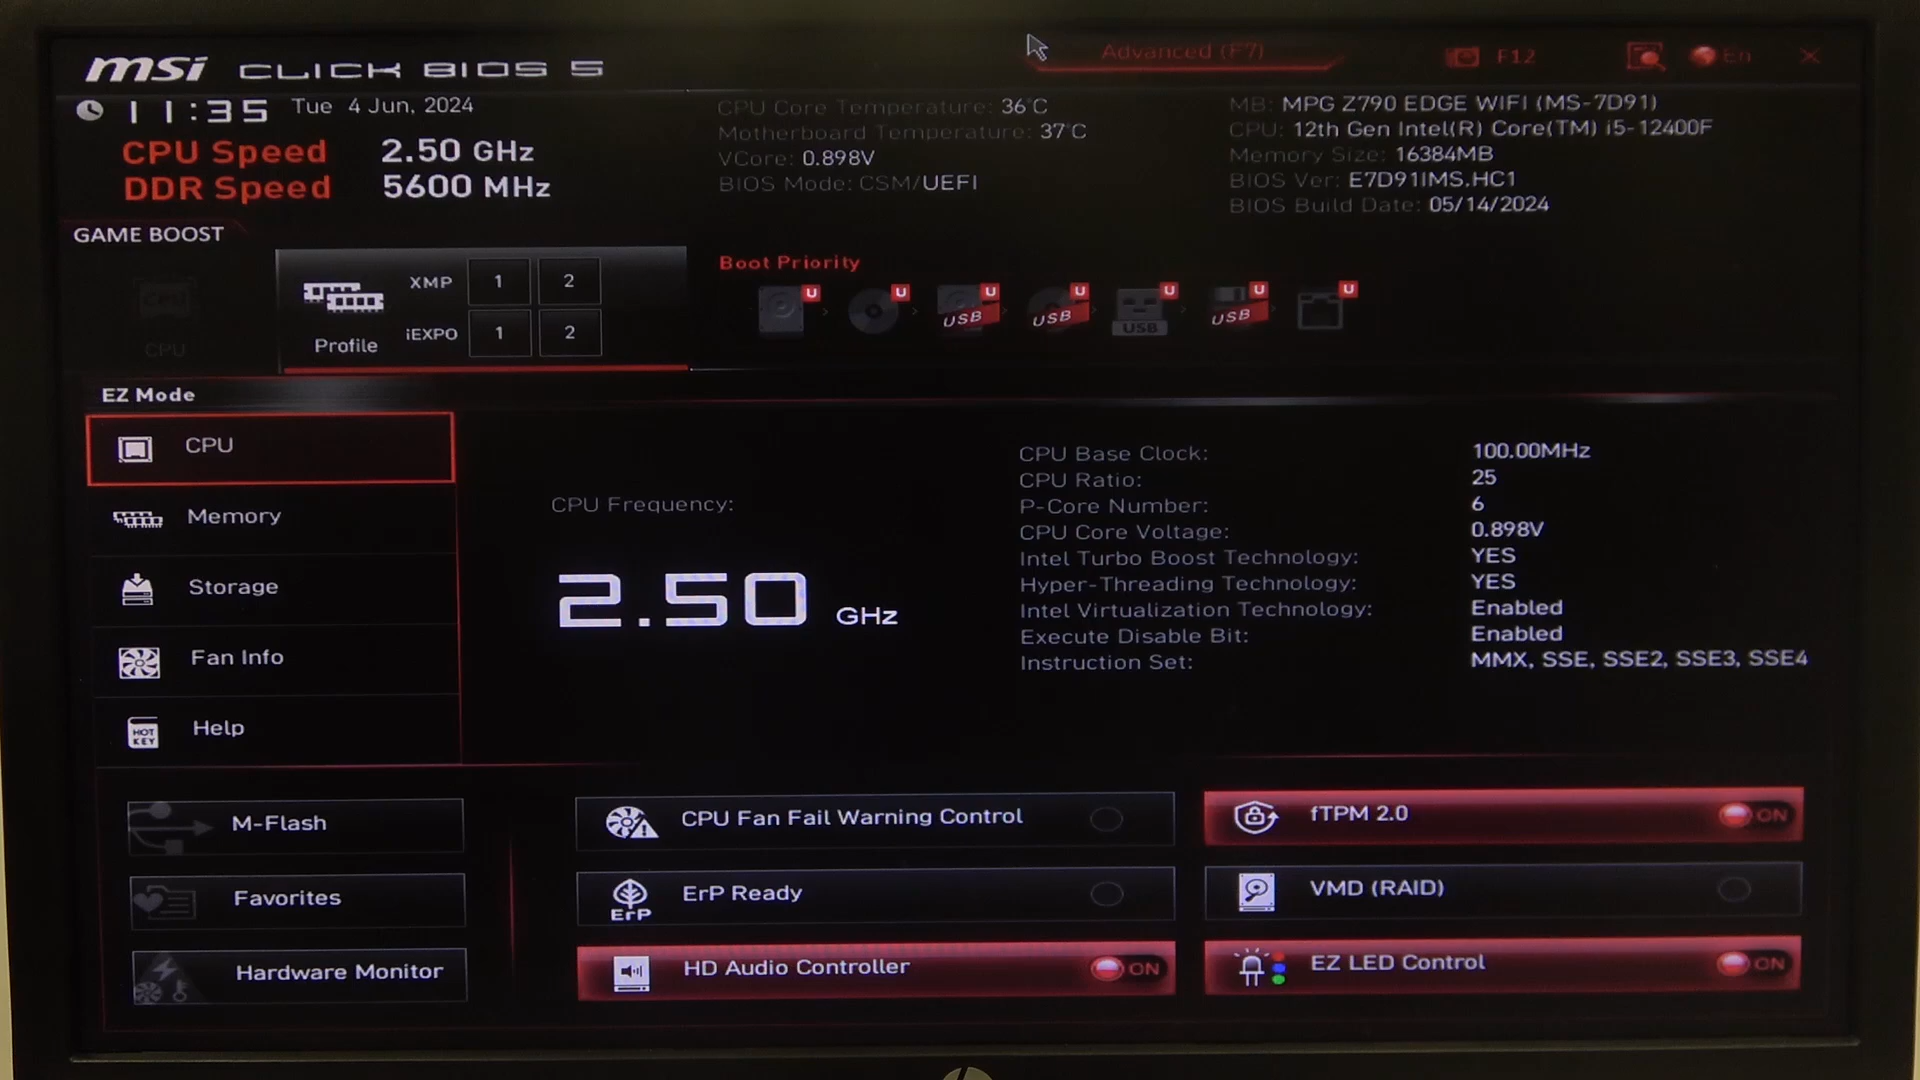 msi CLICK BIOS 5
Advanced (F7)
F12
En
11:35 Tue 4 Jun, 2024
CPU Speed 2.50 GHz
DDR Speed 5600 MHz
CPU Core Temperature: 36°C
Motherboard Temperature: 37°C
VCore: 0.898V
BIOS Mode: CSM/UEFI
MB: MPG Z790 EDGE WIFI (MS-7D91)
CPU: 12th Gen Intel(R) Core(TM) i5-12400F
Memory Size: 16384MB
BIOS Ver: E7D91IMS.HC1
BIOS Build Date: 05/14/2024
GAME BOOST
CPU
CPU
Profile
XMP 1 2
iEXPO 1 2
Boot Priority
U U U U U U U
USB USB USB USB
EZ Mode
CPU
Memory
Storage
Fan Info
HOT KEY Help
CPU Frequency:
2.50 GHz
CPU Base Clock: 100.00MHz
CPU Ratio: 25
P-Core Number: 6
CPU Core Voltage: 0.898V
Intel Turbo Boost Technology: YES
Hyper-Threading Technology: YES
Intel Virtualization Technology: Enabled
Execute Disable Bit: Enabled
Instruction Set: MMX, SSE, SSE2, SSE3, SSE4
M-Flash
Favorites
Hardware Monitor
CPU Fan Fail Warning Control
ErP ErP Ready
HD Audio Controller ON
fTPM 2.0 ON
VMD (RAID)
EZ LED Control ON
hp